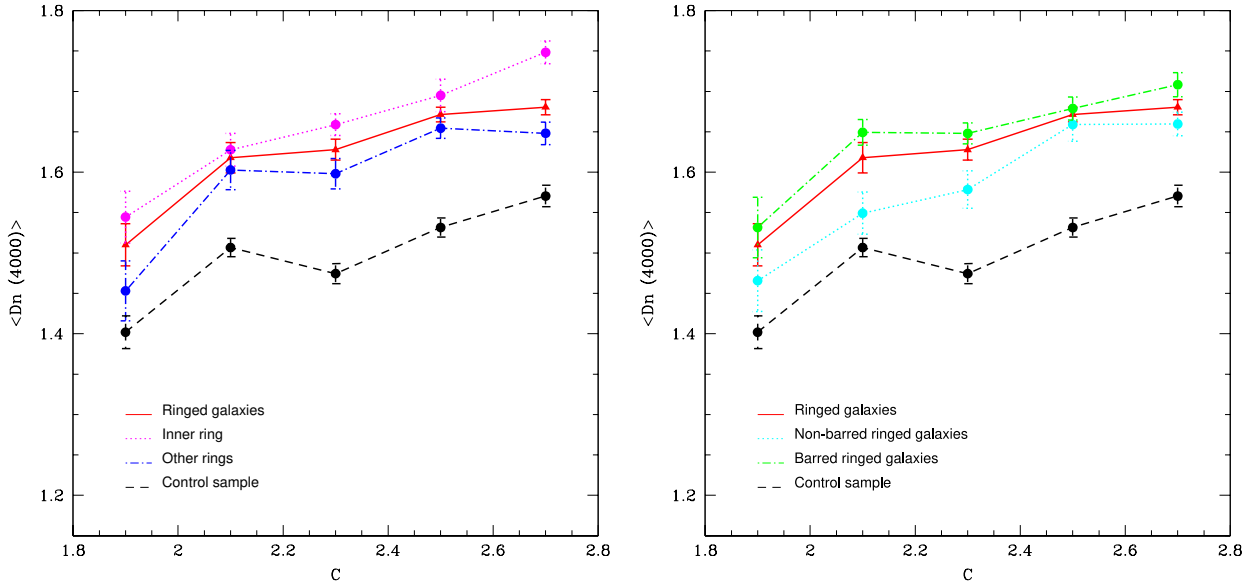 1.8
1.6
1.4
1.2
<Dn (4000)>
Ringed galaxies
Inner ring
Other rings
Control sample
1.8
2
2.2
2.4
2.6
2.8
C
1.8
1.6
1.4
1.2
<Dn (4000)>
Ringed galaxies
Non-barred ringed galaxies
Barred ringed galaxies
Control sample
1.8
2
2.2
2.4
2.6
2.8
C